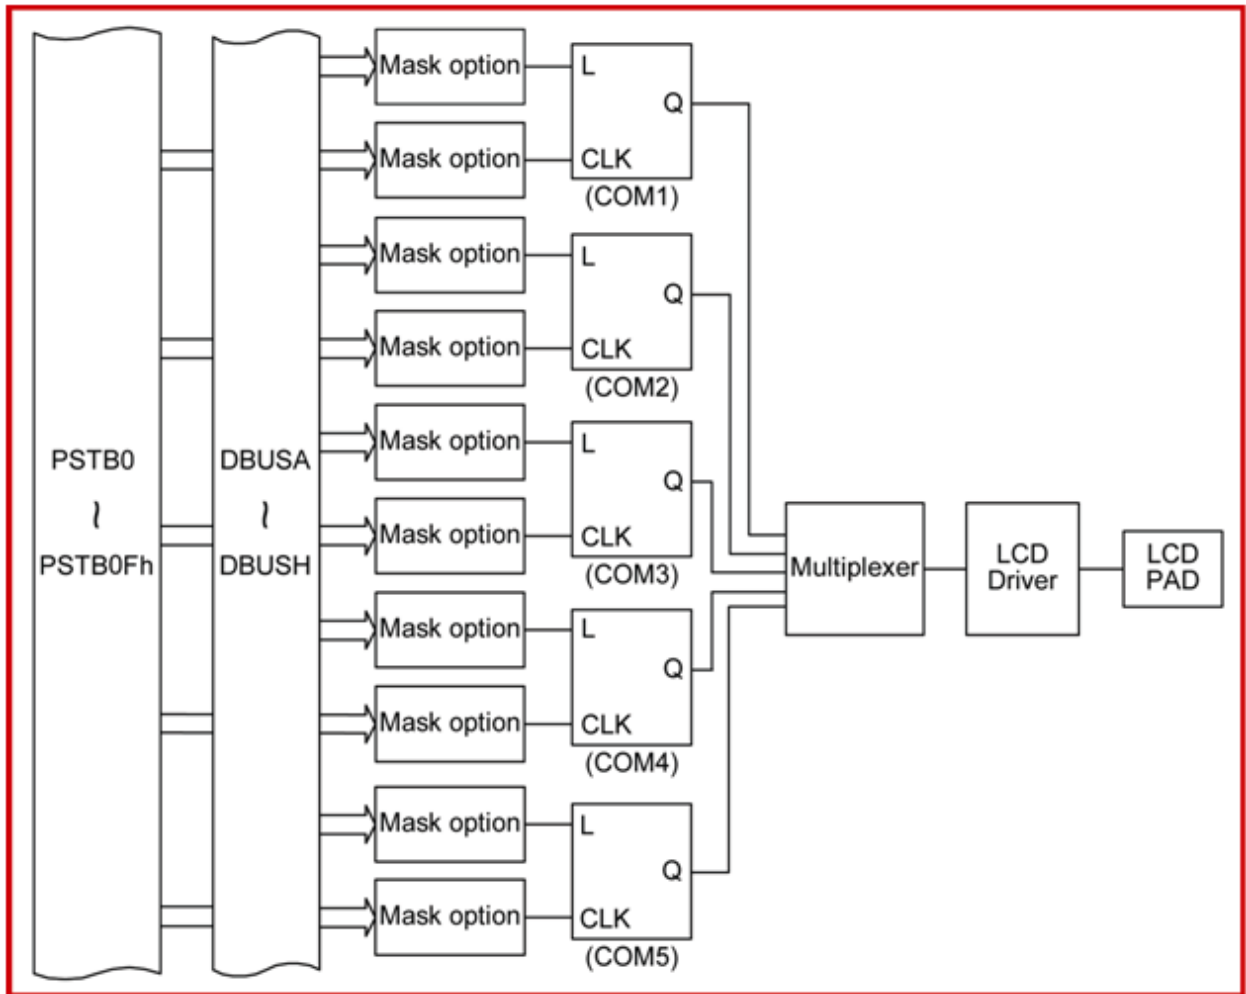 PSTB0
~
PSTB0Fh
DBUSA
~
DBUSH
Mask option
L
Q
Mask option
CLK
(COM1)
Mask option
L
Q
Mask option
CLK
(COM2)
Mask option
L
Q
Mask option
CLK
(COM3)
Mask option
L
Q
Mask option
CLK
(COM4)
Mask option
L
Q
Mask option
CLK
(COM5)
Multiplexer
LCD
Driver
LCD
PAD